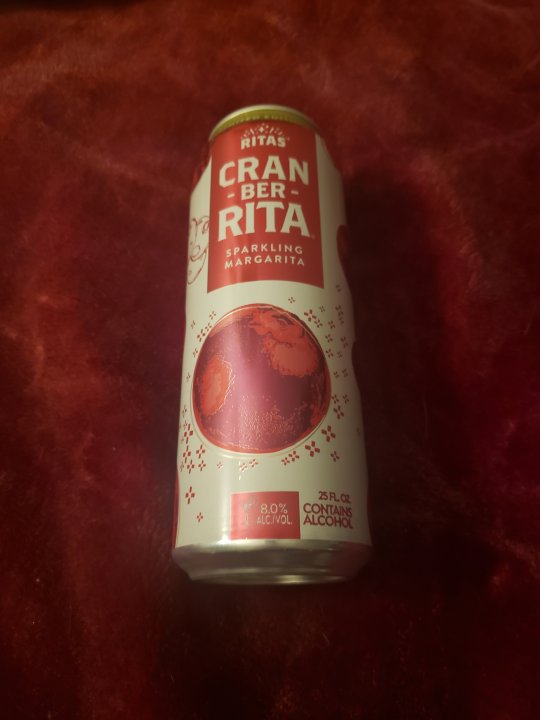 RITAS
CRAN
- BER -
RITA
SPARKLING
MARGARITA
8.0%
ALC./VOL.
25 FL. OZ.
CONTAINS
ALCOHOL